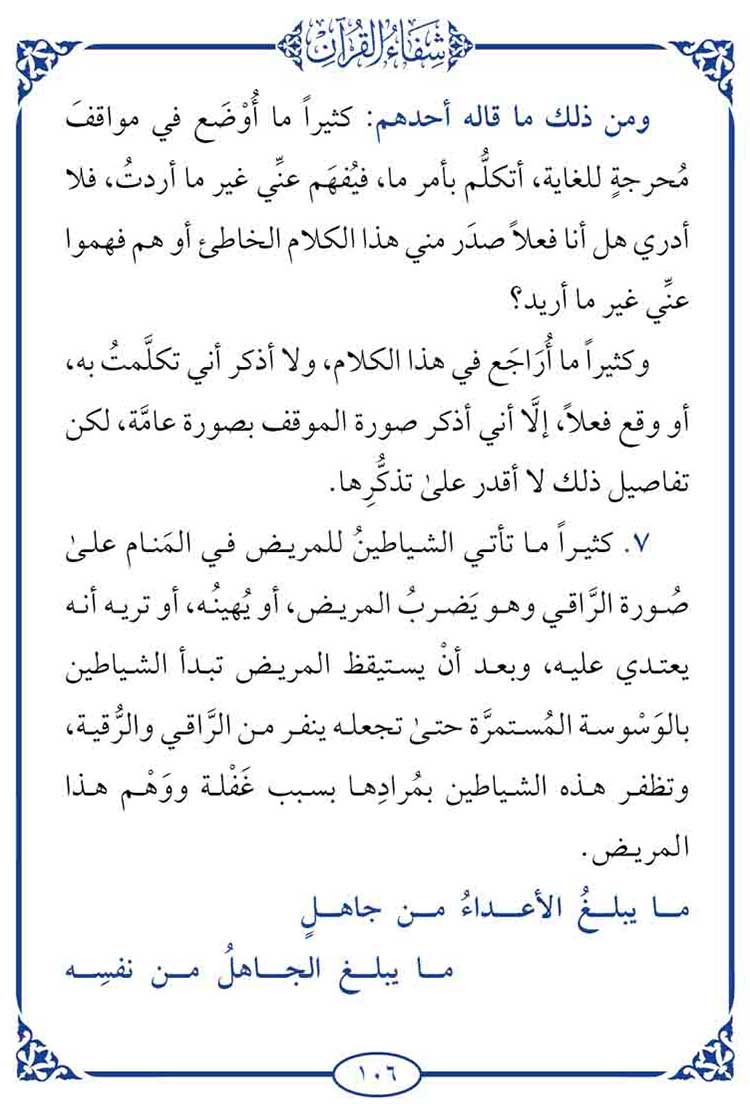 شِفَاءُ القُرْآنِ
ومن ذلك ما قاله أحدهم: كثيراً ما أُوْضَع في مواقفَ
مُحرجةٍ للغاية، أتكلَّم بأمر ما، فيُفهَم عنِّي غير ما أردتُ، فلا
أدري هل أنا فعلاً صدَر مني هذا الكلام الخاطئ أو هم فهموا
عنِّي غير ما أريد؟
وكثيراً ما أُرَاجَع في هذا الكلام، ولا أذكر أني تكلَّمتُ به،
أو وقع فعلاً، إلَّا أني أذكر صورة الموقف بصورة عامَّة، لكن
تفاصيل ذلك لا أقدر علىٰ تذكُّرِها.
٧. كثيراً ما تأتي الشياطينُ للمريض في المَنام علىٰ
صُورة الرَّاقي وهو يَضربُ المريض، أو يُهينُه، أو تريه أنه
يعتدي عليه، وبعد أنْ يستيقظ المريض تبدأ الشياطين
بالوَسْوسة المُستمرَّة حتىٰ تجعله ينفر من الرَّاقي والرُّقية،
وتظفر هذه الشياطين بمُرادِها بسبب غَفْلة ووَهْم هذا
المريض.
ما يبلغُ الأعداءُ من جاهلٍ
ما يبلغ الجاهلُ من نفسِه
١٠٦